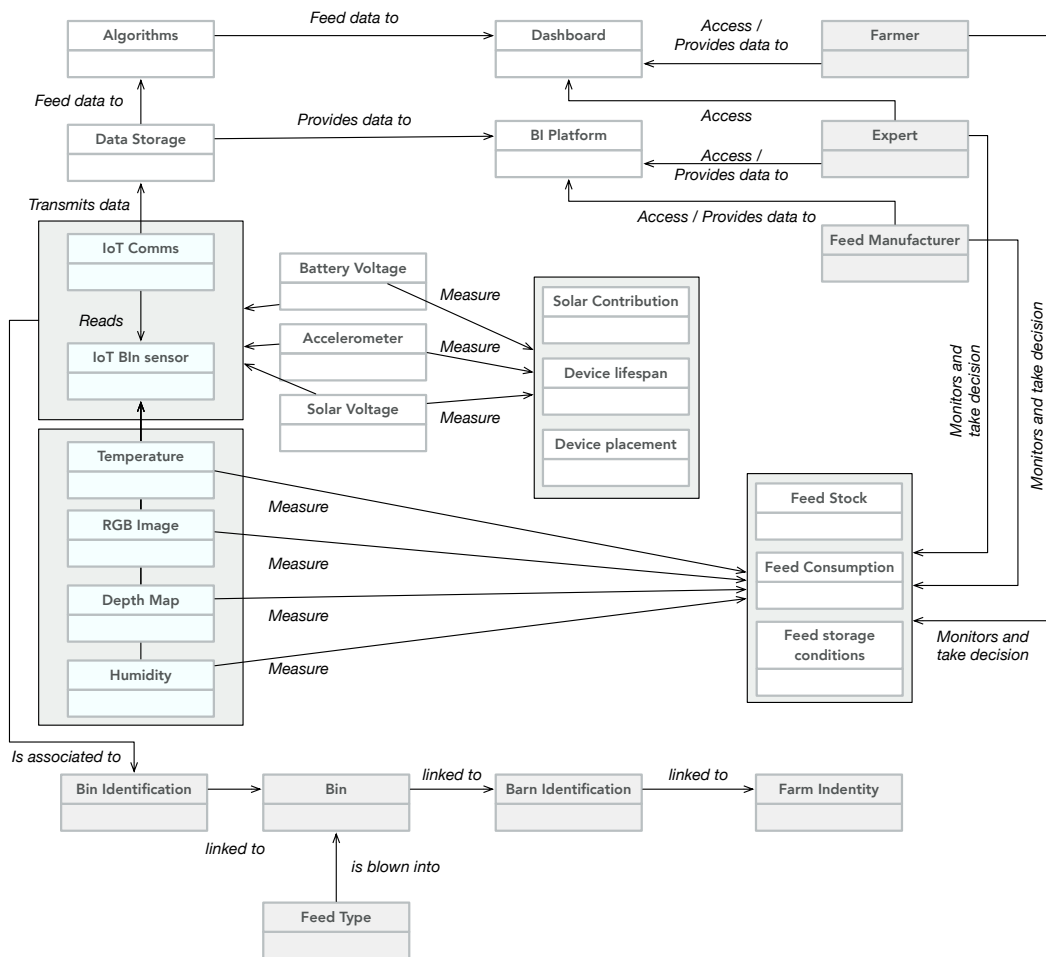 Algorithms
Feed data to
Dashboard
Access /
Provides data to
Farmer
Feed data to
Access
Data Storage
Provides data to
BI Platform
Access /
Provides data to
Expert
Transmits data
Access / Provides data to
Feed Manufacturer
IoT Comms
Reads
IoT BIn sensor
Battery Voltage
Measure
Accelerometer
Measure
Solar Voltage
Measure
Solar Contribution
Device lifespan
Device placement
Monitors and
take decision
Monitors and take decision
Temperature
Measure
RGB Image
Measure
Depth Map
Measure
Humidity
Measure
Feed Stock
Feed Consumption
Feed storage
conditions
Monitors and
take decision
Is associated to
Bin Identification
linked to
Bin
linked to
Barn Identification
linked to
Farm Indentity
is blown into
Feed Type